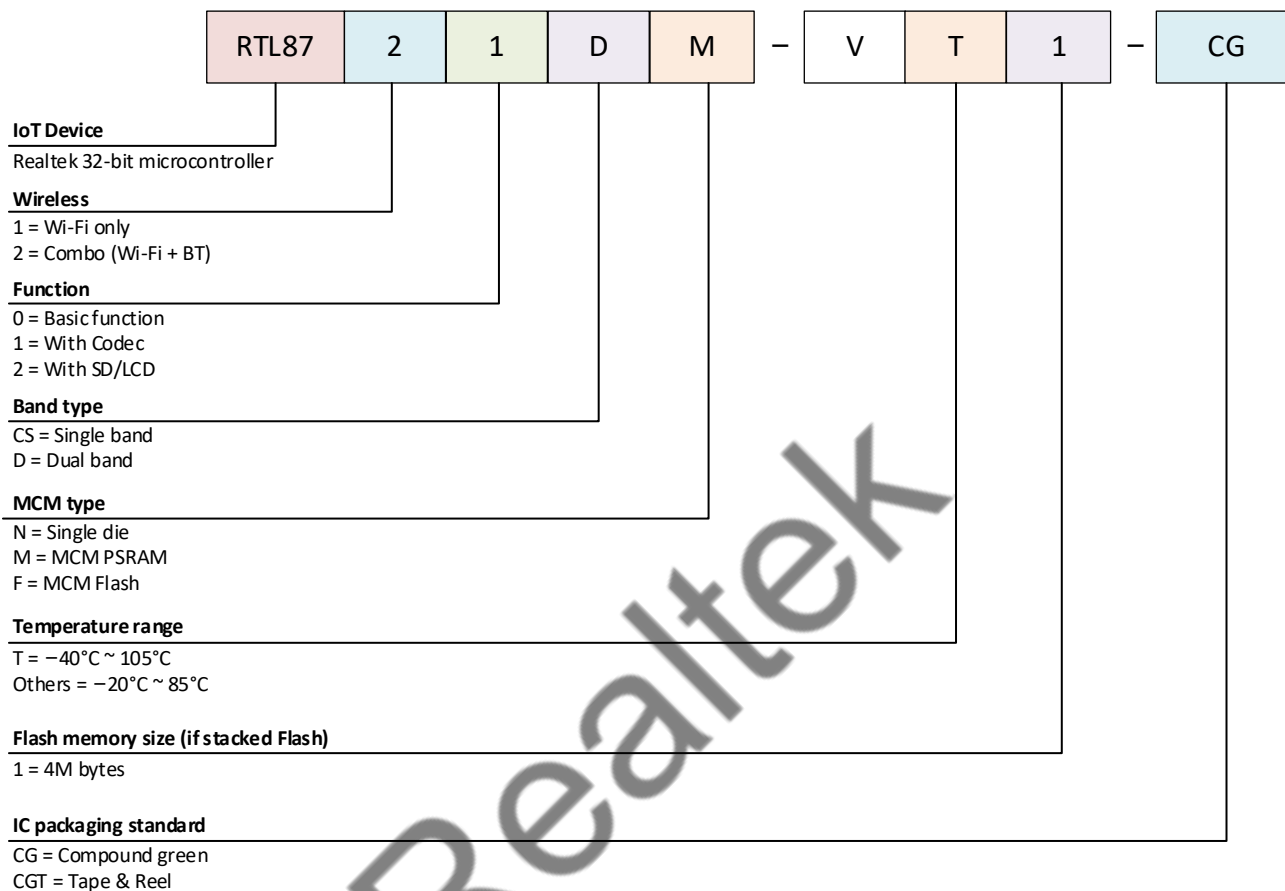 RTL87 2 1 D M – V T 1 – CG
IoT Device
Realtek 32-bit microcontroller
Wireless
1 = Wi-Fi only
2 = Combo (Wi-Fi + BT)
Function
0 = Basic function
1 = With Codec
2 = With SD/LCD
Band type
CS = Single band
D = Dual band
MCM type
N = Single die
M = MCM PSRAM
F = MCM Flash
Temperature range
T = −40°C ~ 105°C
Others = −20°C ~ 85°C
Flash memory size (if stacked Flash)
1 = 4M bytes
IC packaging standard
CG = Compound green
CGT = Tape & Reel
Realtek